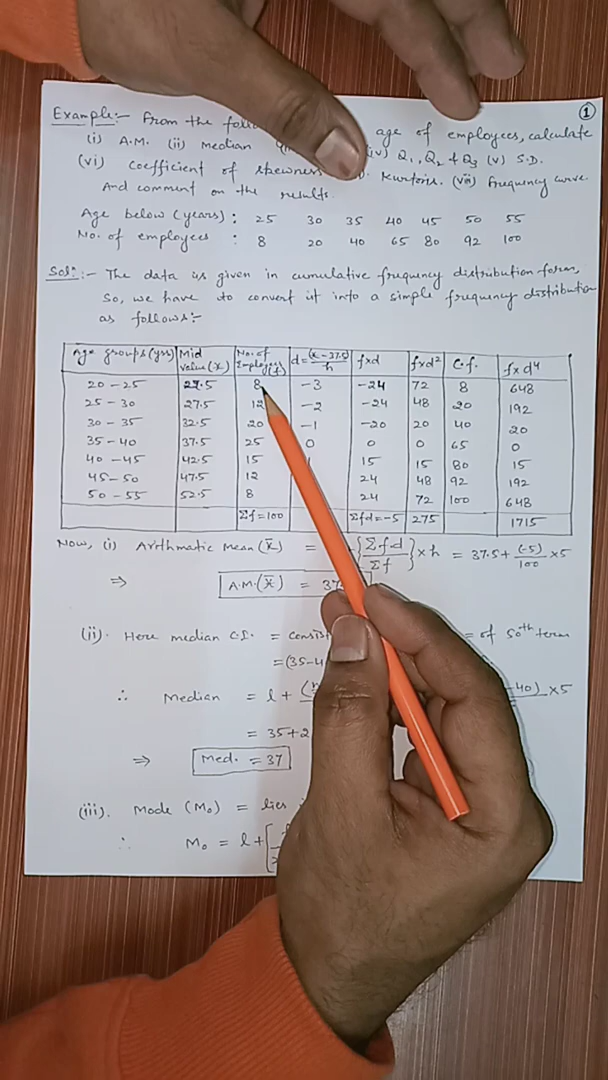 ①
Example:- From the foll age of employees, calculate
(i) A.M. (ii) median (iv) Q₁, Q₂ & Q₃ (v) S.D.
(vi) coefficient of skewness Kurtosis. (viii) Frequency curve.
And comment on the results.
Age below (years): 25 30 35 40 45 50 55
No. of employees : 8 20 40 65 80 92 100
Sol:- The data is given in cumulative frequency distribution form,
So, we have to convert it into a simple frequency distribution
as follows:-
Age groups (yrs) Mid value (x) No. of Employees (f) d=(x-37.5)/h fxd fxd² C.f. fxd⁴
20-25 22.5 8 -3 -24 72 8 648
25-30 27.5 12 -2 -24 48 20 192
30-35 32.5 20 -1 -20 20 40 20
35-40 37.5 25 0 0 0 65 0
40-45 42.5 15 15 15 80 15
45-50 47.5 12 24 48 92 192
50-55 52.5 8 24 72 100 648
Σf=100 Σfd=-5 275 1715
Now, (i) Arithmatic mean (x̄) = {Σfd/Σf}×h = 37.5+(-5)/100×5
⇒ A.M.(x̄) = 37
(ii). Here median C.I. = consis = of 50th term
=(35-4
∴ Median = l+ -40) ×5
= 35+2
⇒ Med. = 37
(iii). Mode (Mo) = lies
∴ Mo = l+[